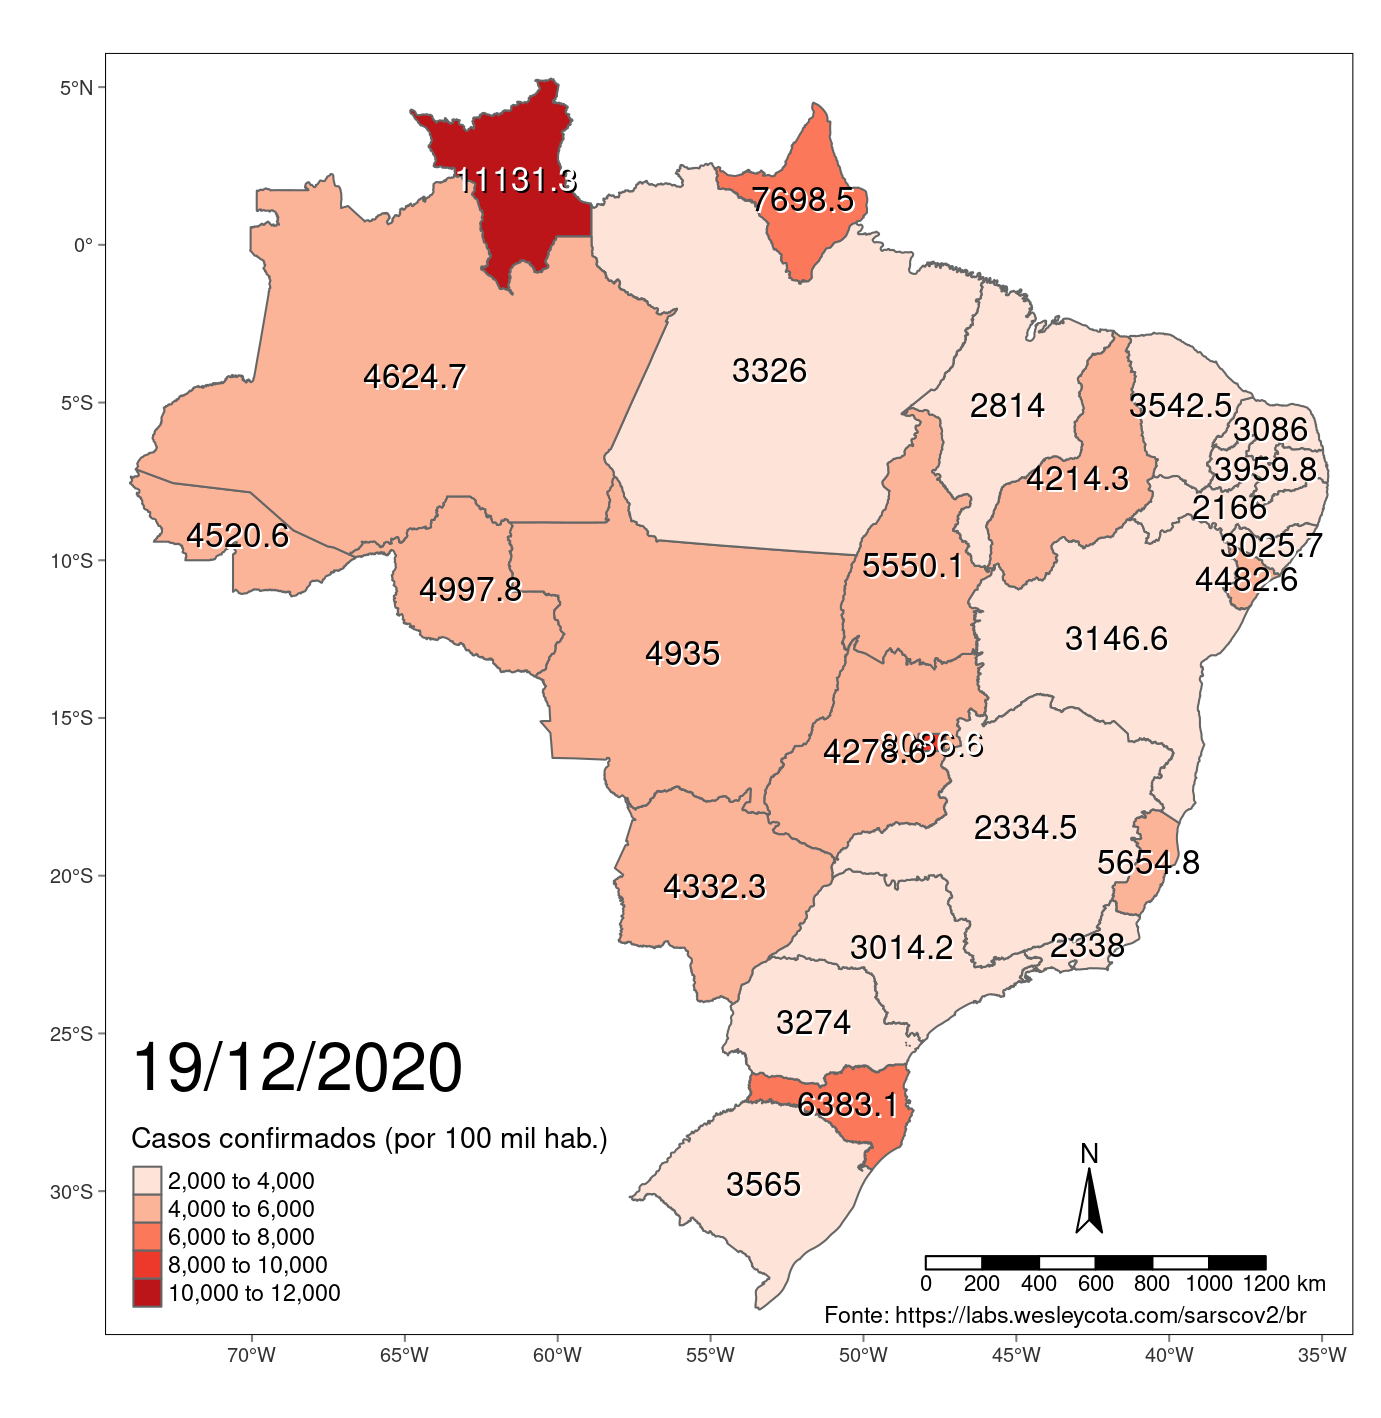 5°N
0°
5°S
10°S
15°S
20°S
25°S
30°S
11131.3
7698.5
4624.7
3326
2814
3542.5
3086
3959.8
4214.3
2166
4520.6
3025.7
5550.1
4482.6
4997.8
3146.6
4935
4278.6
2334.5
5654.8
4332.3
3014.2
2338
3274
6383.1
3565
19/12/2020
Casos confirmados (por 100 mil hab.)
2,000 to 4,000
4,000 to 6,000
6,000 to 8,000
8,000 to 10,000
10,000 to 12,000
N
0 200 400 600 800 1000 1200 km
Fonte: https://labs.wesleycota.com/sarscov2/br
70°W 65°W 60°W 55°W 50°W 45°W 40°W 35°W